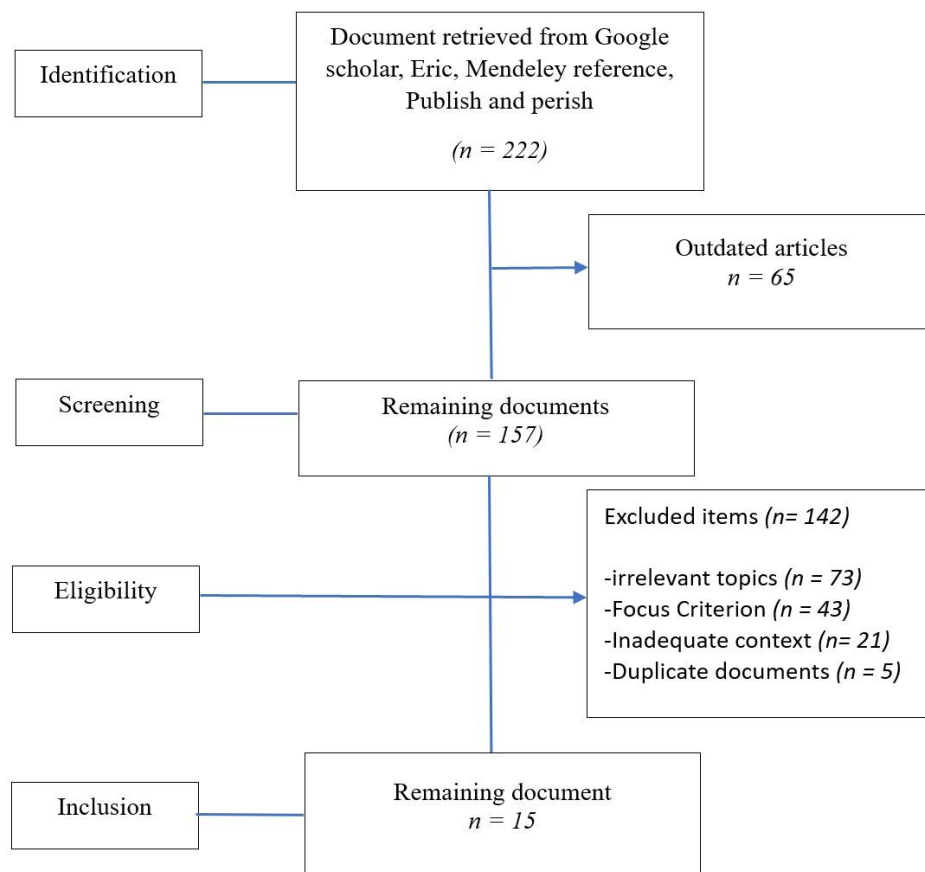 Identification
Document retrieved from Google
scholar, Eric, Mendeley reference,
Publish and perish
(n = 222)
Outdated articles
n = 65
Screening
Remaining documents
(n = 157)
Eligibility
Excluded items (n= 142)
-irrelevant topics (n = 73)
-Focus Criterion (n = 43)
-Inadequate context (n= 21)
-Duplicate documents (n = 5)
Inclusion
Remaining document
n = 15